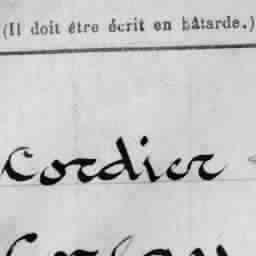 (Il doit être écrit en bâtarde.)
Cordier